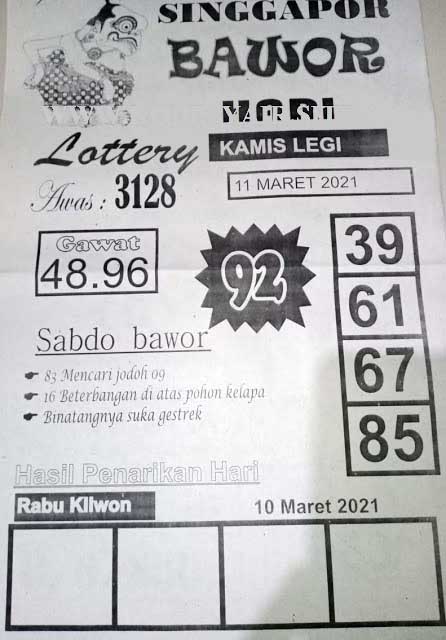 SINGGAPOR
BAWOR
Lottery
KAMIS LEGI
11 MARET 2021
Awas : 3128
Gawat
48.96
92
39
61
67
85
Sabdo bawor
83 Mencari jodoh 09
16 Beterbangan di atas pohon kelapa
Binatangnya suka gestrek
Hasil Penarikan Hari
Rabu Kliwon
10 Maret 2021